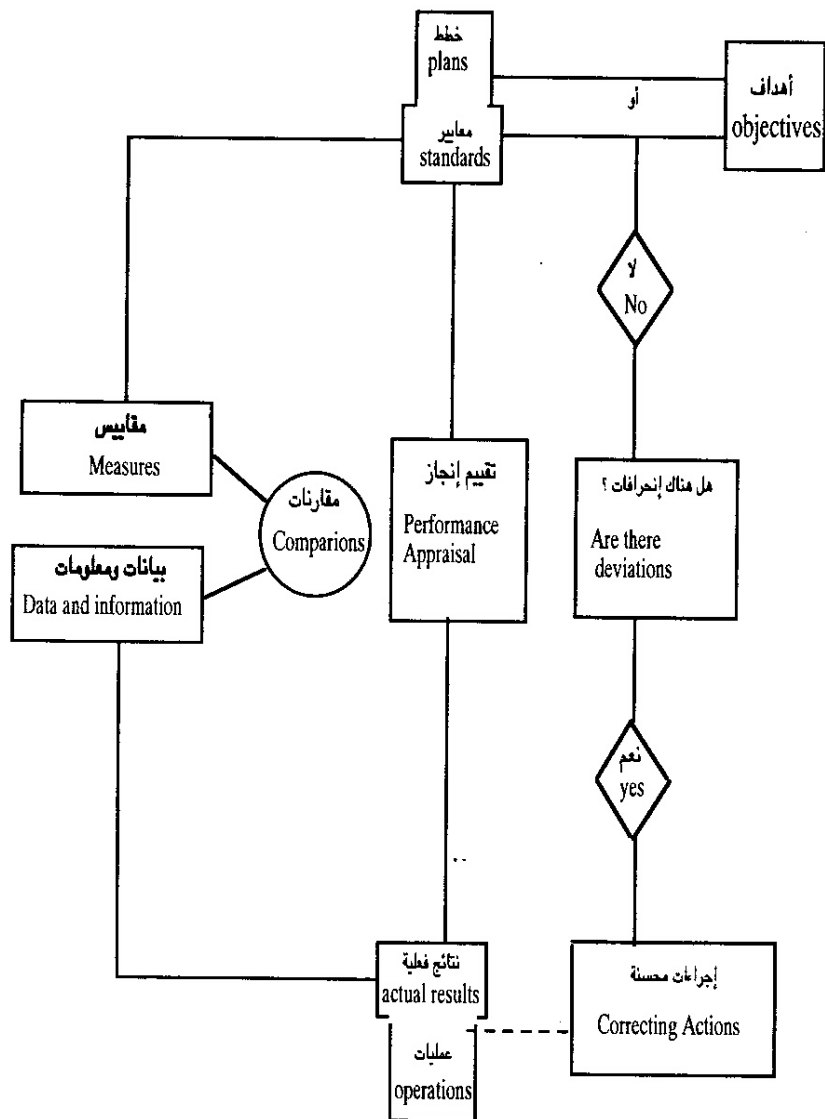 خطط
plans
أو
أهداف
objectives
معايير
standards
لا
No
مقأييس
Measures
مقارنات
Comparions
بيانات ومعلومات
Data and information
تقييم إنجاز
Performance
Appraisal
هل هناك إنحرافات ؟
Are there
deviations
نعم
yes
نتائج فعلية
actual results
عمليات
operations
إجراءات محسنة
Correcting Actions